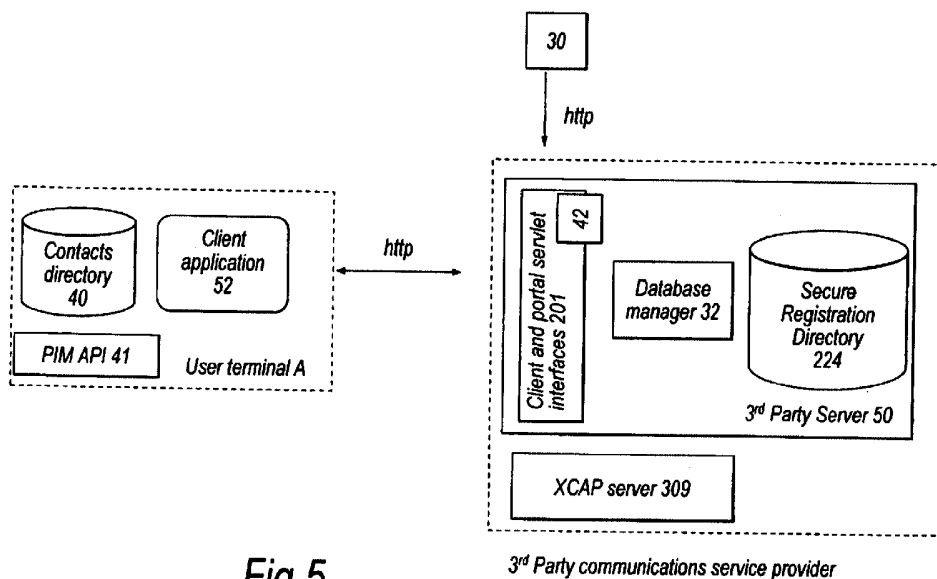 30
http
Contacts
directory
40
Client
application
52
PIM API 41
User terminal A
http
Client and portal servlet
interfaces 201
42
Database
manager 32
Secure
Registration
Directory
224
3rd Party Server 50
XCAP server 309
3rd Party communications service provider
Fig 5